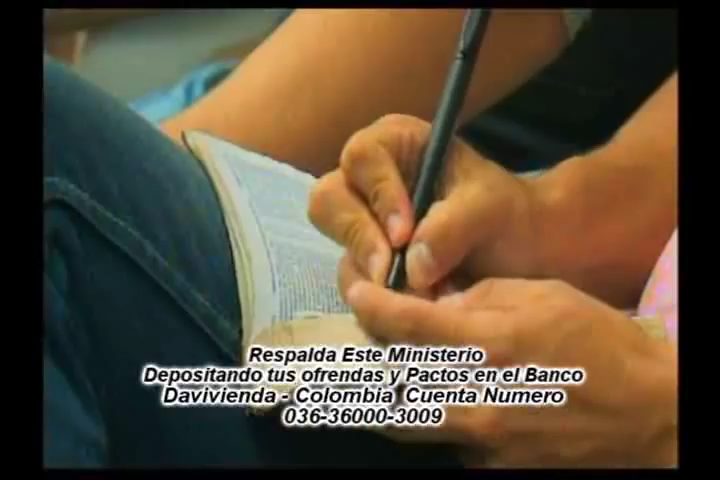 Respalda Este Ministerio
Depositando tus ofrendas y Pactos en el Banco
Davivienda - Colombia Cuenta Numero
036-36000-3009